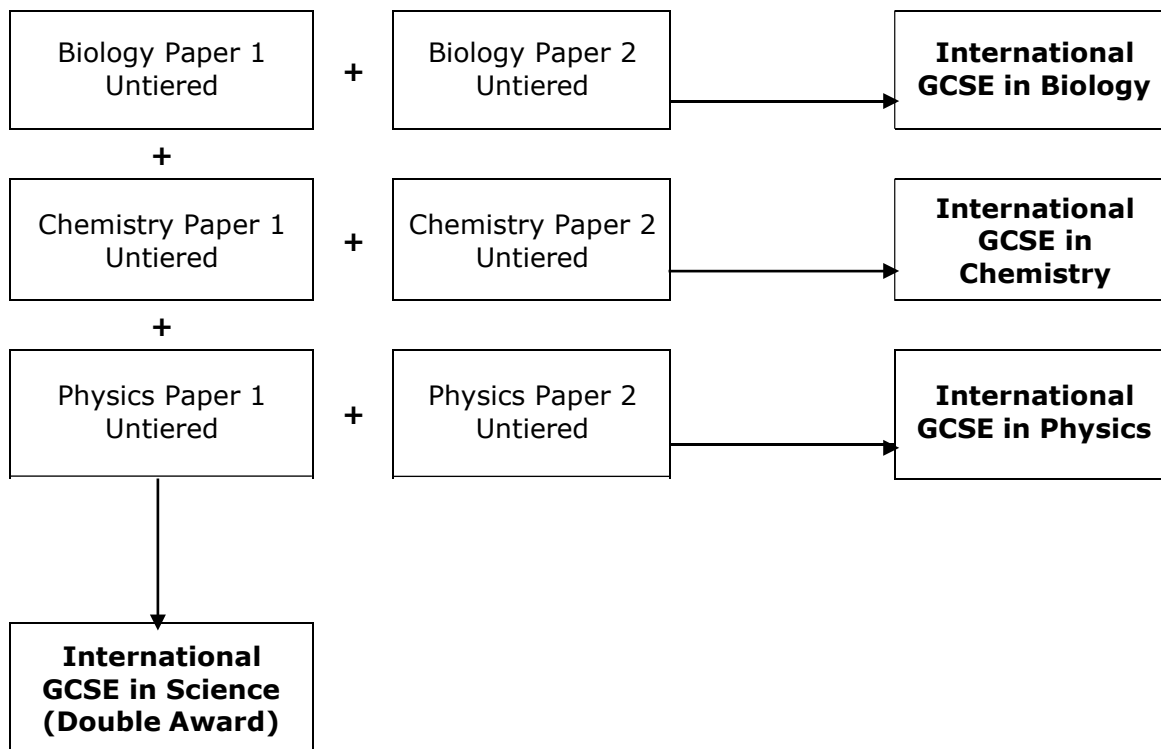 Biology Paper 1
Untiered
+
Biology Paper 2
Untiered
International
GCSE in Biology
+
Chemistry Paper 1
Untiered
+
Chemistry Paper 2
Untiered
International
GCSE in
Chemistry
+
Physics Paper 1
Untiered
+
Physics Paper 2
Untiered
International
GCSE in Physics
International
GCSE in Science
(Double Award)